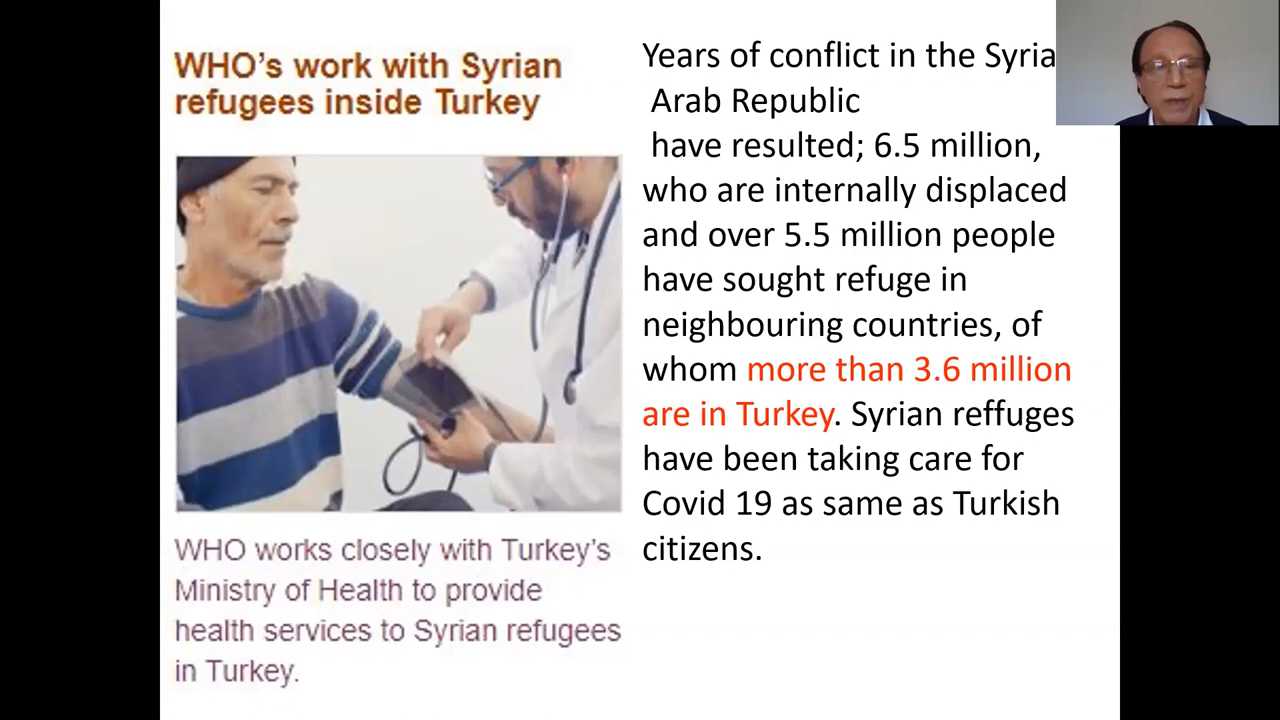 WHO's work with Syrian
refugees inside Turkey
WHO works closely with Turkey's
Ministry of Health to provide
health services to Syrian refugees
in Turkey.
Years of conflict in the Syria
Arab Republic
have resulted; 6.5 million,
who are internally displaced
and over 5.5 million people
have sought refuge in
neighbouring countries, of
whom more than 3.6 million
are in Turkey. Syrian reffuges
have been taking care for
Covid 19 as same as Turkish
citizens.